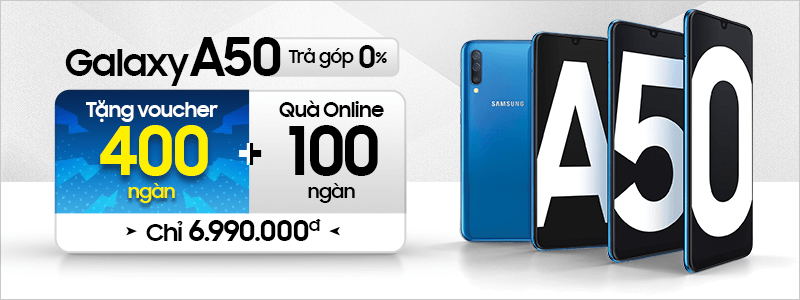 Galaxy A50 Trả góp 0%
Tặng voucher
400
ngàn
+
Quà Online
100
ngàn
➤ Chỉ 6.990.000đ ◄
SAMSUNG
A50